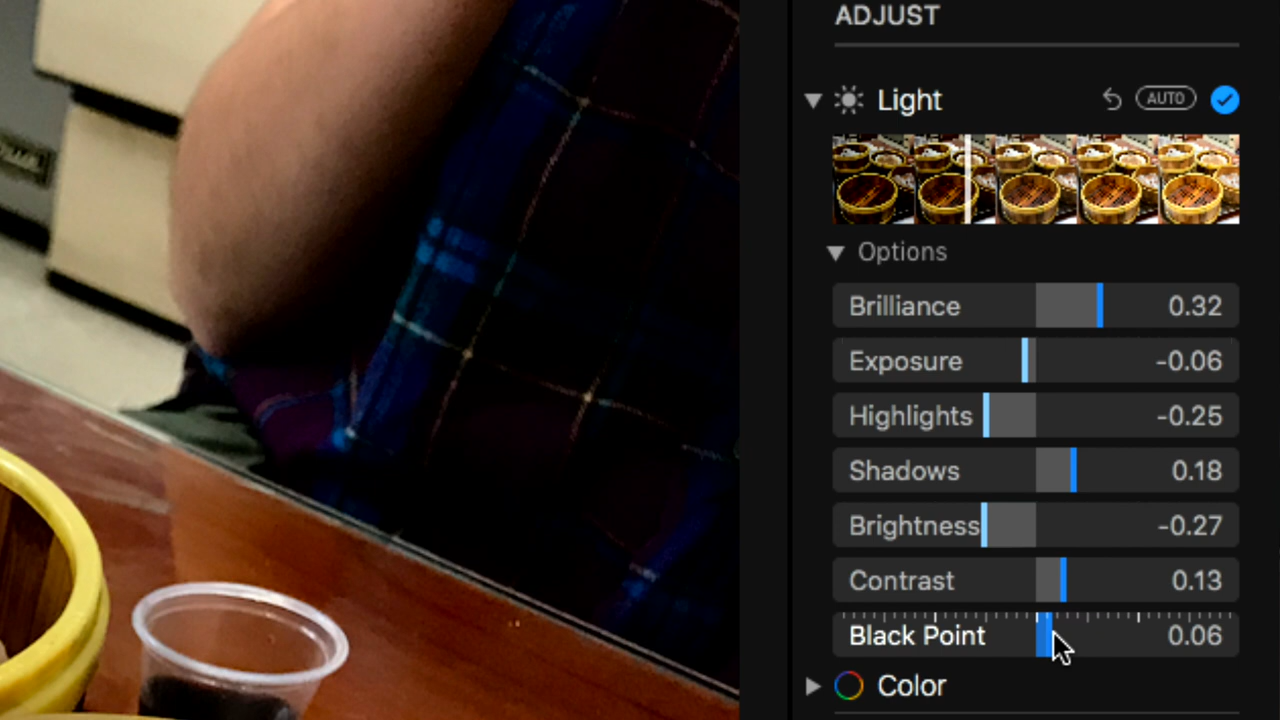 ADJUST
Light AUTO
Options
Brilliance 0.32
Exposure -0.06
Highlights -0.25
Shadows 0.18
Brightness -0.27
Contrast 0.13
Black Point 0.06
Color